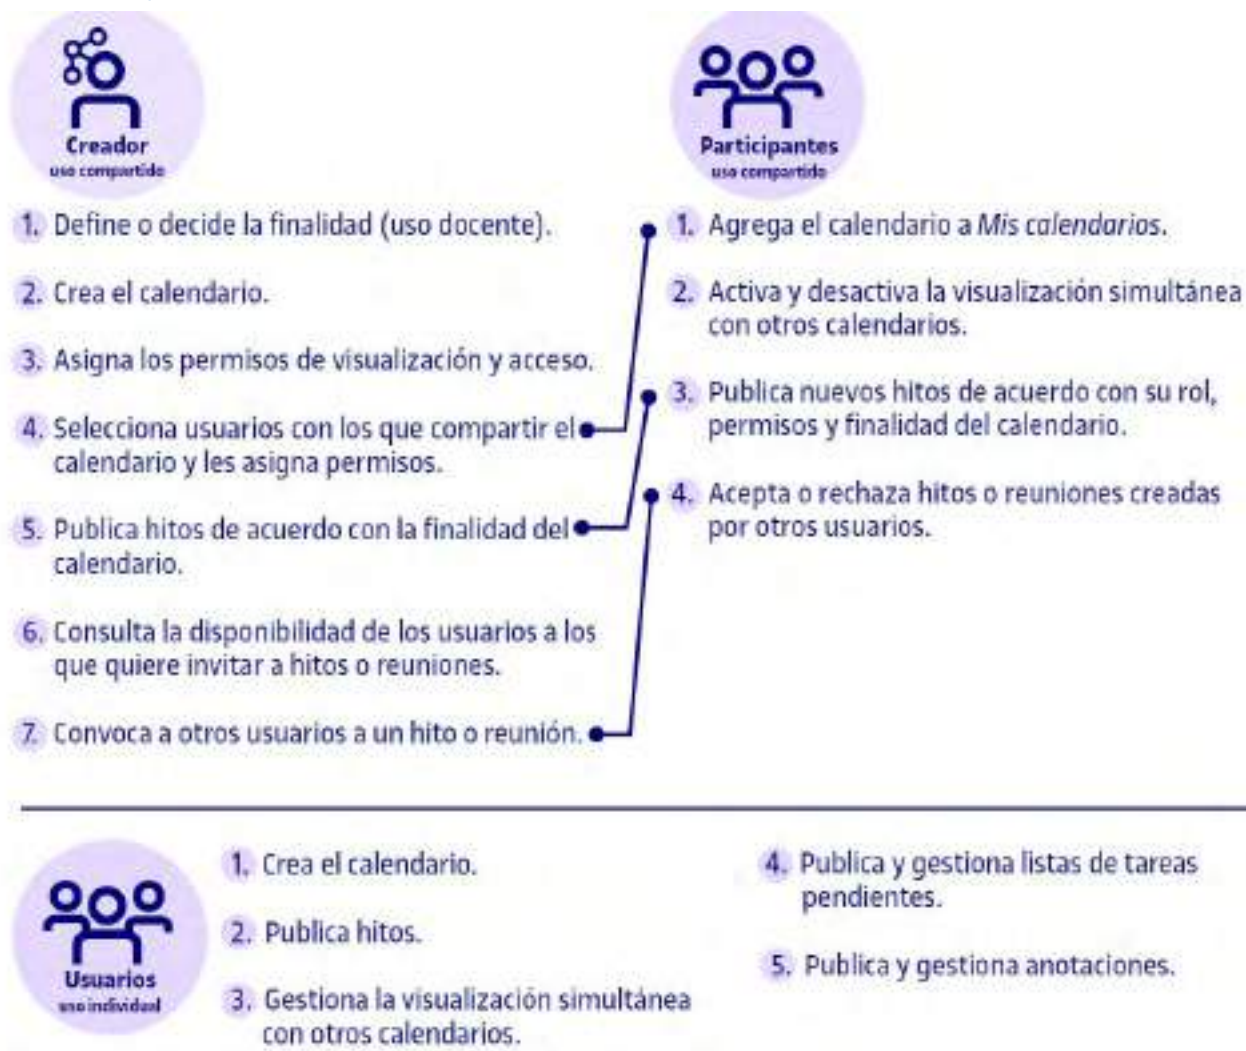 Creador
uso compartido
1. Define o decide la finalidad (uso docente).
2. Crea el calendario.
3. Asigna los permisos de visualización y acceso.
4. Selecciona usuarios con los que compartir el
calendario y les asigna permisos.
5. Publica hitos de acuerdo con la finalidad del
calendario.
6. Consulta la disponibilidad de los usuarios a los
que quiere invitar a hitos o reuniones.
7. Convoca a otros usuarios a un hito o reunión.
Participantes
uso compartido
1. Agrega el calendario a Mis calendarios.
2. Activa y desactiva la visualización simultánea
con otros calendarios.
3. Publica nuevos hitos de acuerdo con su rol,
permisos y finalidad del calendario.
4. Acepta o rechaza hitos o reuniones creadas
por otros usuarios.
Usuarios
uso individual
1. Crea el calendario.
2. Publica hitos.
3. Gestiona la visualización simultánea
con otros calendarios.
4. Publica y gestiona listas de tareas
pendientes.
5. Publica y gestiona anotaciones.